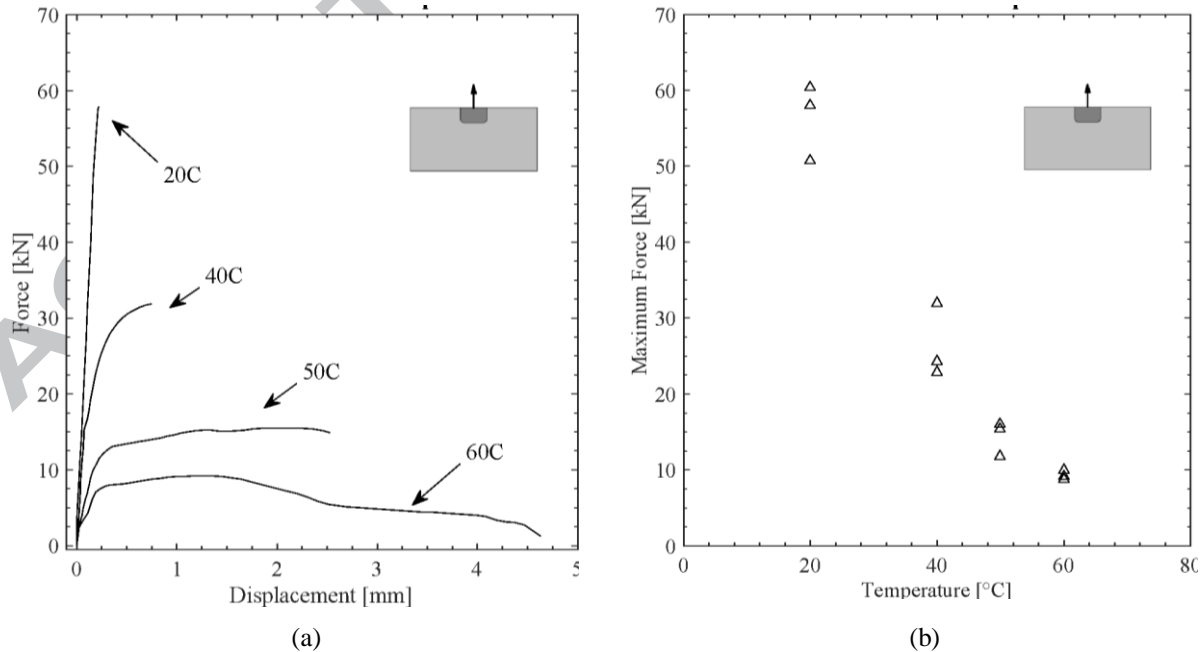 70
60
50
40
30
20
10
0
Force [kN]
0 1 2 3 4 5
Displacement [mm]
20C
40C
50C
60C
(a)
70
60
50
40
30
20
10
0
Maximum Force [kN]
0 20 40 60 80
Temperature [°C]
(b)